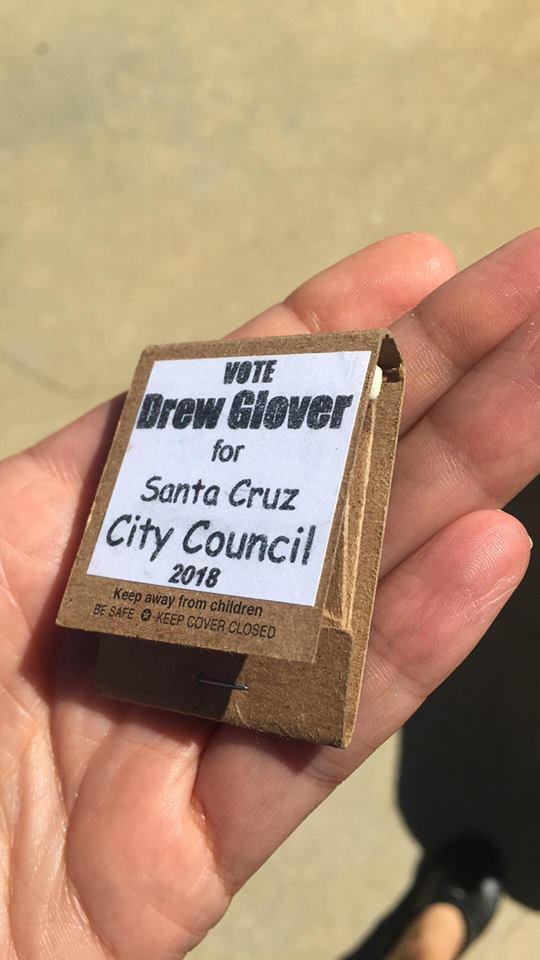 VOTE
Drew Glover
for
Santa Cruz
City Council
2018
Keep away from children
BE SAFE ✪-KEEP COVER CLOSED